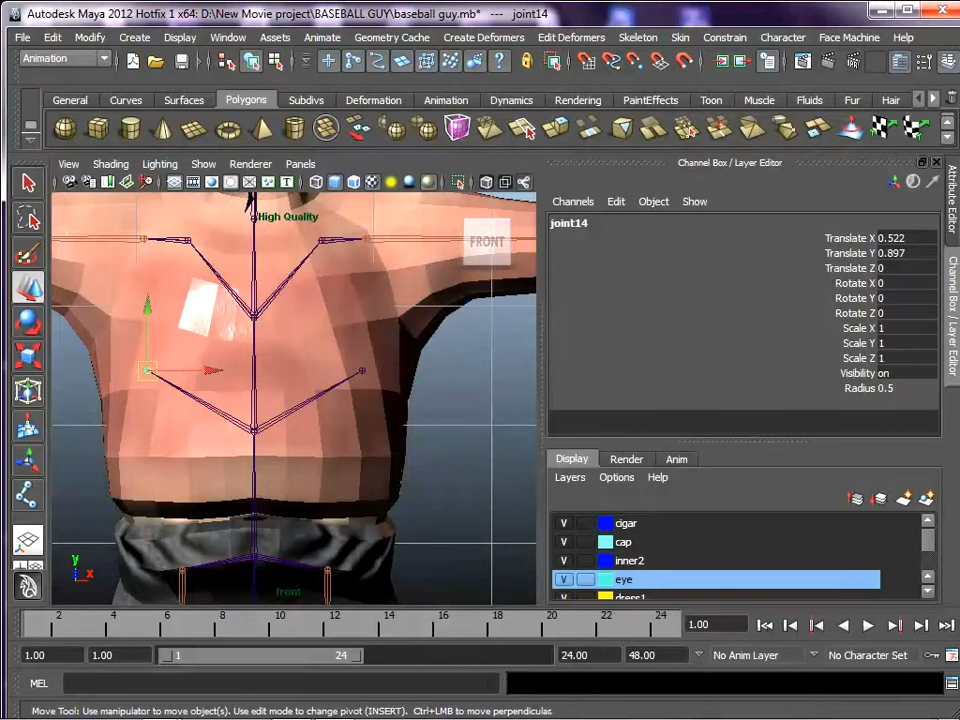 Autodesk Maya 2012 Hotfix 1 x64: D:\New Movie project\BASEBALL GUY\baseball guy.mb* --- joint14
File Edit Modify Create Display Window Assets Animate Geometry Cache Create Deformers Edit Deformers Skeleton Skin Constrain Character Face Machine Help
Animation
General Curves Surfaces Polygons Subdivs Deformation Animation Dynamics Rendering PaintEffects Toon Muscle Fluids Fur Hair
View Shading Lighting Show Renderer Panels
Channel Box / Layer Editor
High Quality
FRONT
front
y
x
Channels Edit Object Show
joint14
Translate X 0.522
Translate Y 0.897
Translate Z 0
Rotate X 0
Rotate Y 0
Rotate Z 0
Scale X 1
Scale Y 1
Scale Z 1
Visibility on
Radius 0.5
Attribute Editor
Channel Box / Layer Editor
Display Render Anim
Layers Options Help
V cigar
V cap
V inner2
V eye
V dress1
2 4 6 8 10 12 14 16 18 20 22 24
1.00
1.00 1.00 1 24 24.00 48.00 No Anim Layer No Character Set
MEL
Move Tool: Use manipulator to move object(s). Use edit mode to change pivot (INSERT). Ctrl+LMB to move perpendicular.